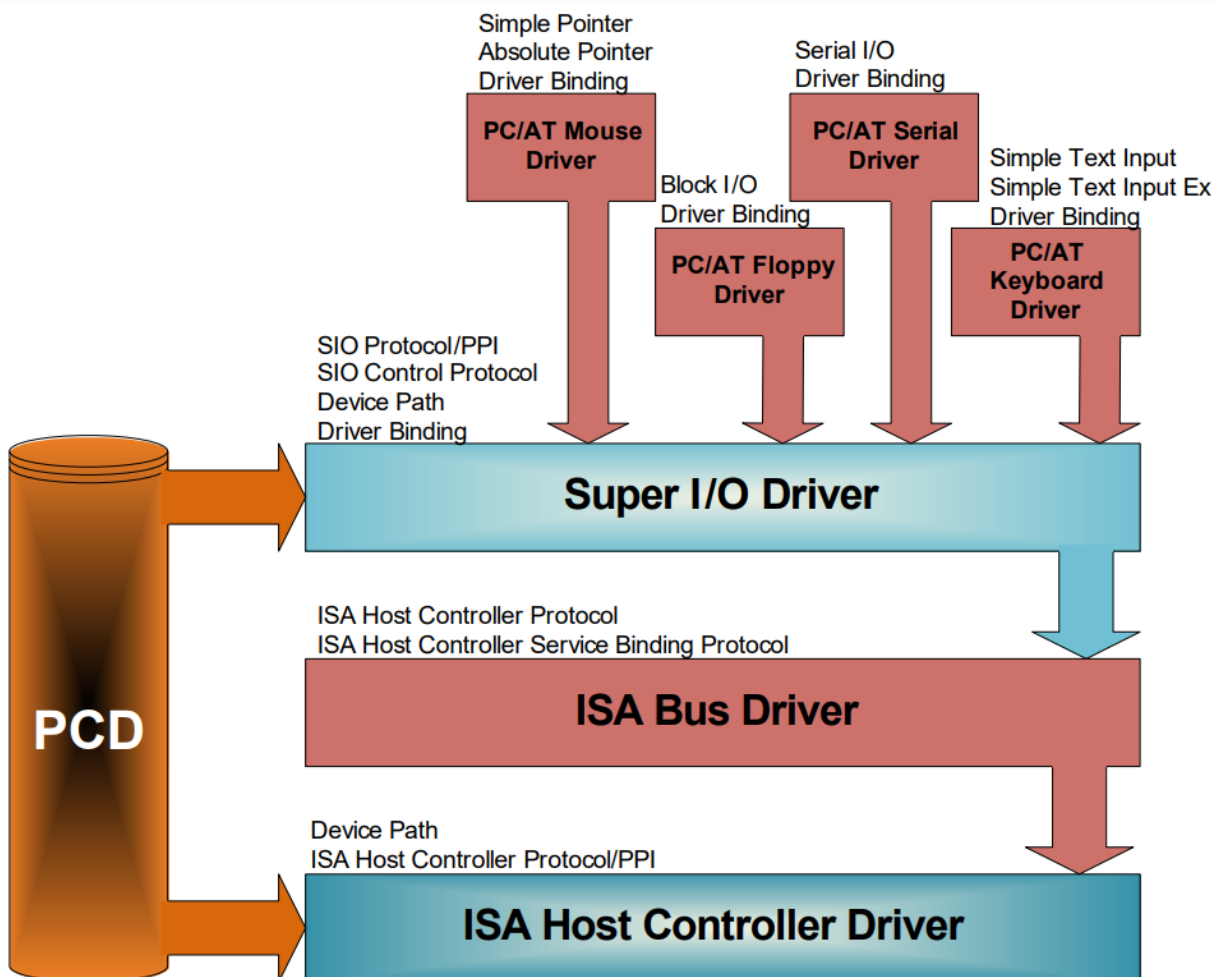 Simple Pointer
Absolute Pointer
Driver Binding
PC/AT Mouse
Driver
Serial I/O
Driver Binding
PC/AT Serial
Driver
Block I/O
Driver Binding
PC/AT Floppy
Driver
Simple Text Input
Simple Text Input Ex
Driver Binding
PC/AT
Keyboard
Driver
SIO Protocol/PPI
SIO Control Protocol
Device Path
Driver Binding
Super I/O Driver
ISA Host Controller Protocol
ISA Host Controller Service Binding Protocol
ISA Bus Driver
PCD
Device Path
ISA Host Controller Protocol/PPI
ISA Host Controller Driver